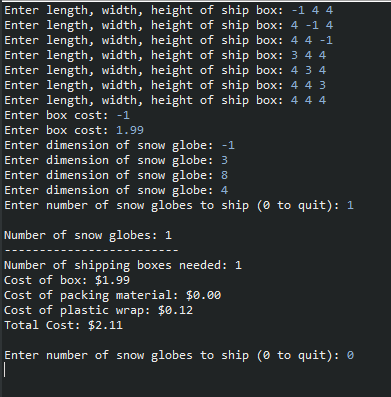 Enter length, width, height of ship box: -1 4 4
Enter length, width, height of ship box: 4 -1 4
Enter length, width, height of ship box: 4 4 -1
Enter length, width, height of ship box: 3 4 4
Enter length, width, height of ship box: 4 3 4
Enter length, width, height of ship box: 4 4 3
Enter length, width, height of ship box: 4 4 4
Enter box cost: -1
Enter box cost: 1.99
Enter dimension of snow globe: -1
Enter dimension of snow globe: 3
Enter dimension of snow globe: 8
Enter dimension of snow globe: 4
Enter number of snow globes to ship (0 to quit): 1
Number of snow globes: 1
-------------------------
Number of shipping boxes needed: 1
Cost of box: $1.99
Cost of packing material: $0.00
Cost of plastic wrap: $0.12
Total Cost: $2.11
Enter number of snow globes to ship (0 to quit): 0